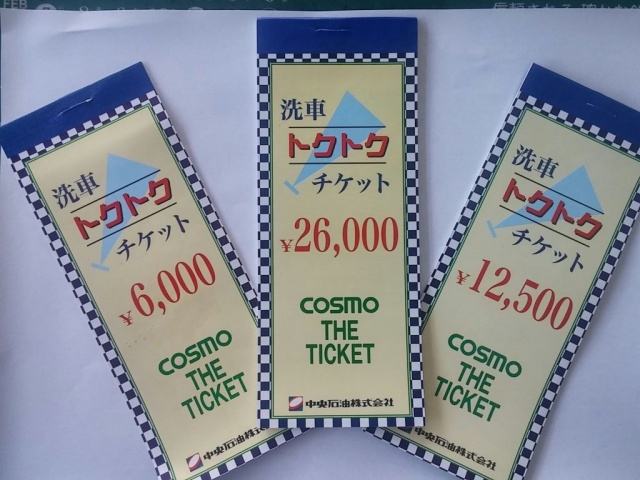 FEB
洗車
トクトク
チケット
¥6,000
COSMO
THE
TICKET
中央石油株式会社
洗車
トクトク
チケット
¥26,000
COSMO
THE
TICKET
中央石油株式会社
洗車
トクトク
チケット
¥12,500
COSMO
THE
TICKET
中央石油株式会社